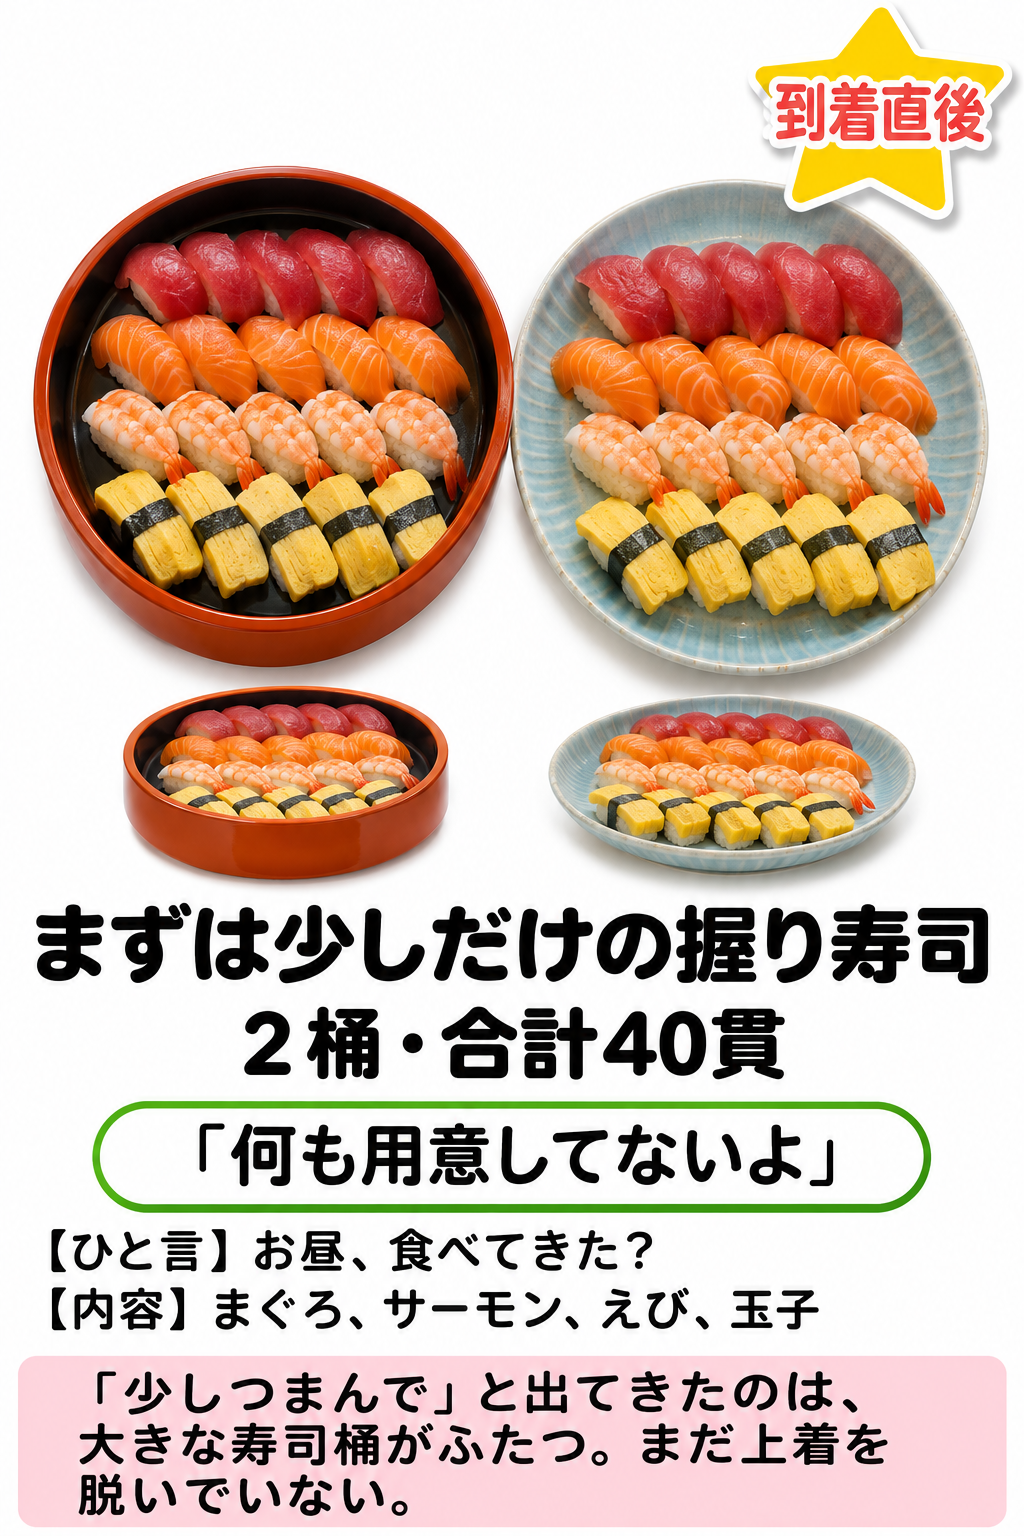 到着直後
まずは少しだけの握り寿司
２桶・合計40貫
「何も用意してないよ」
【ひと言】お昼、食べてきた？
【内容】まぐろ、サーモン、えび、玉子
「少しつまんで」と出てきたのは、
大きな寿司桶がふたつ。まだ上着を
脱いでいない。